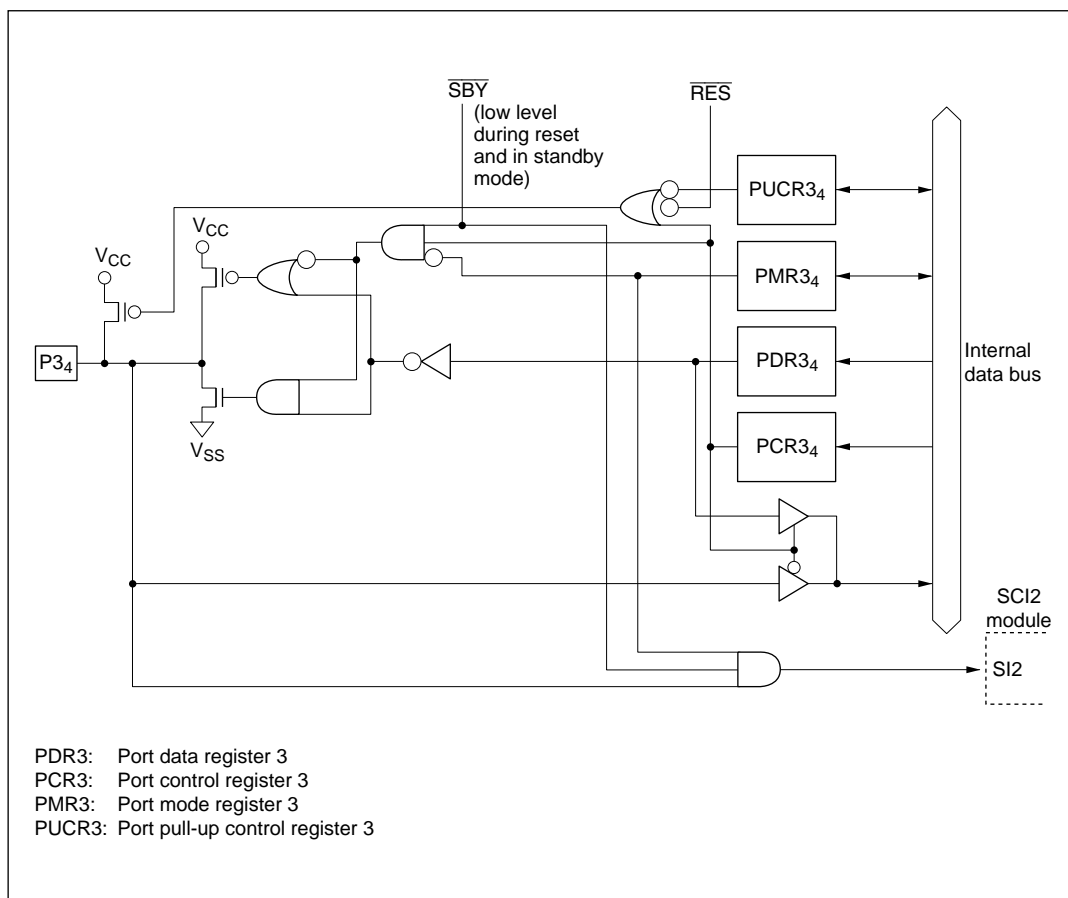 SBY
(low level
during reset
and in standby
mode)
RES
PUCR3₄
VCC
VCC
PMR3₄
P3₄
PDR3₄
Internal
data bus
VSS
PCR3₄
SCI2
module
SI2
PDR3: Port data register 3
PCR3: Port control register 3
PMR3: Port mode register 3
PUCR3: Port pull-up control register 3